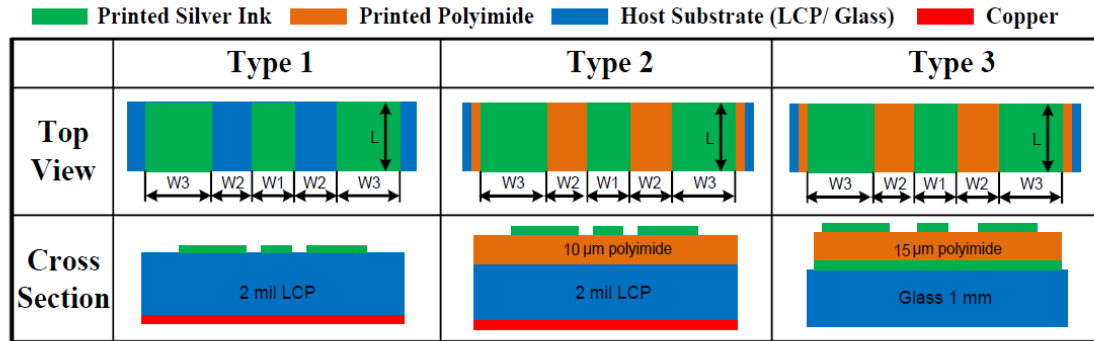 Printed Silver Ink Printed Polyimide Host Substrate (LCP/ Glass) Copper
Type 1 Type 2 Type 3
Top View
L L L
W3 W2 W1 W2 W3 W3 W2 W1 W2 W3 W3 W2 W1 W2 W3
Cross Section
10 μm polyimide 15 μm polyimide
2 mil LCP 2 mil LCP Glass 1 mm